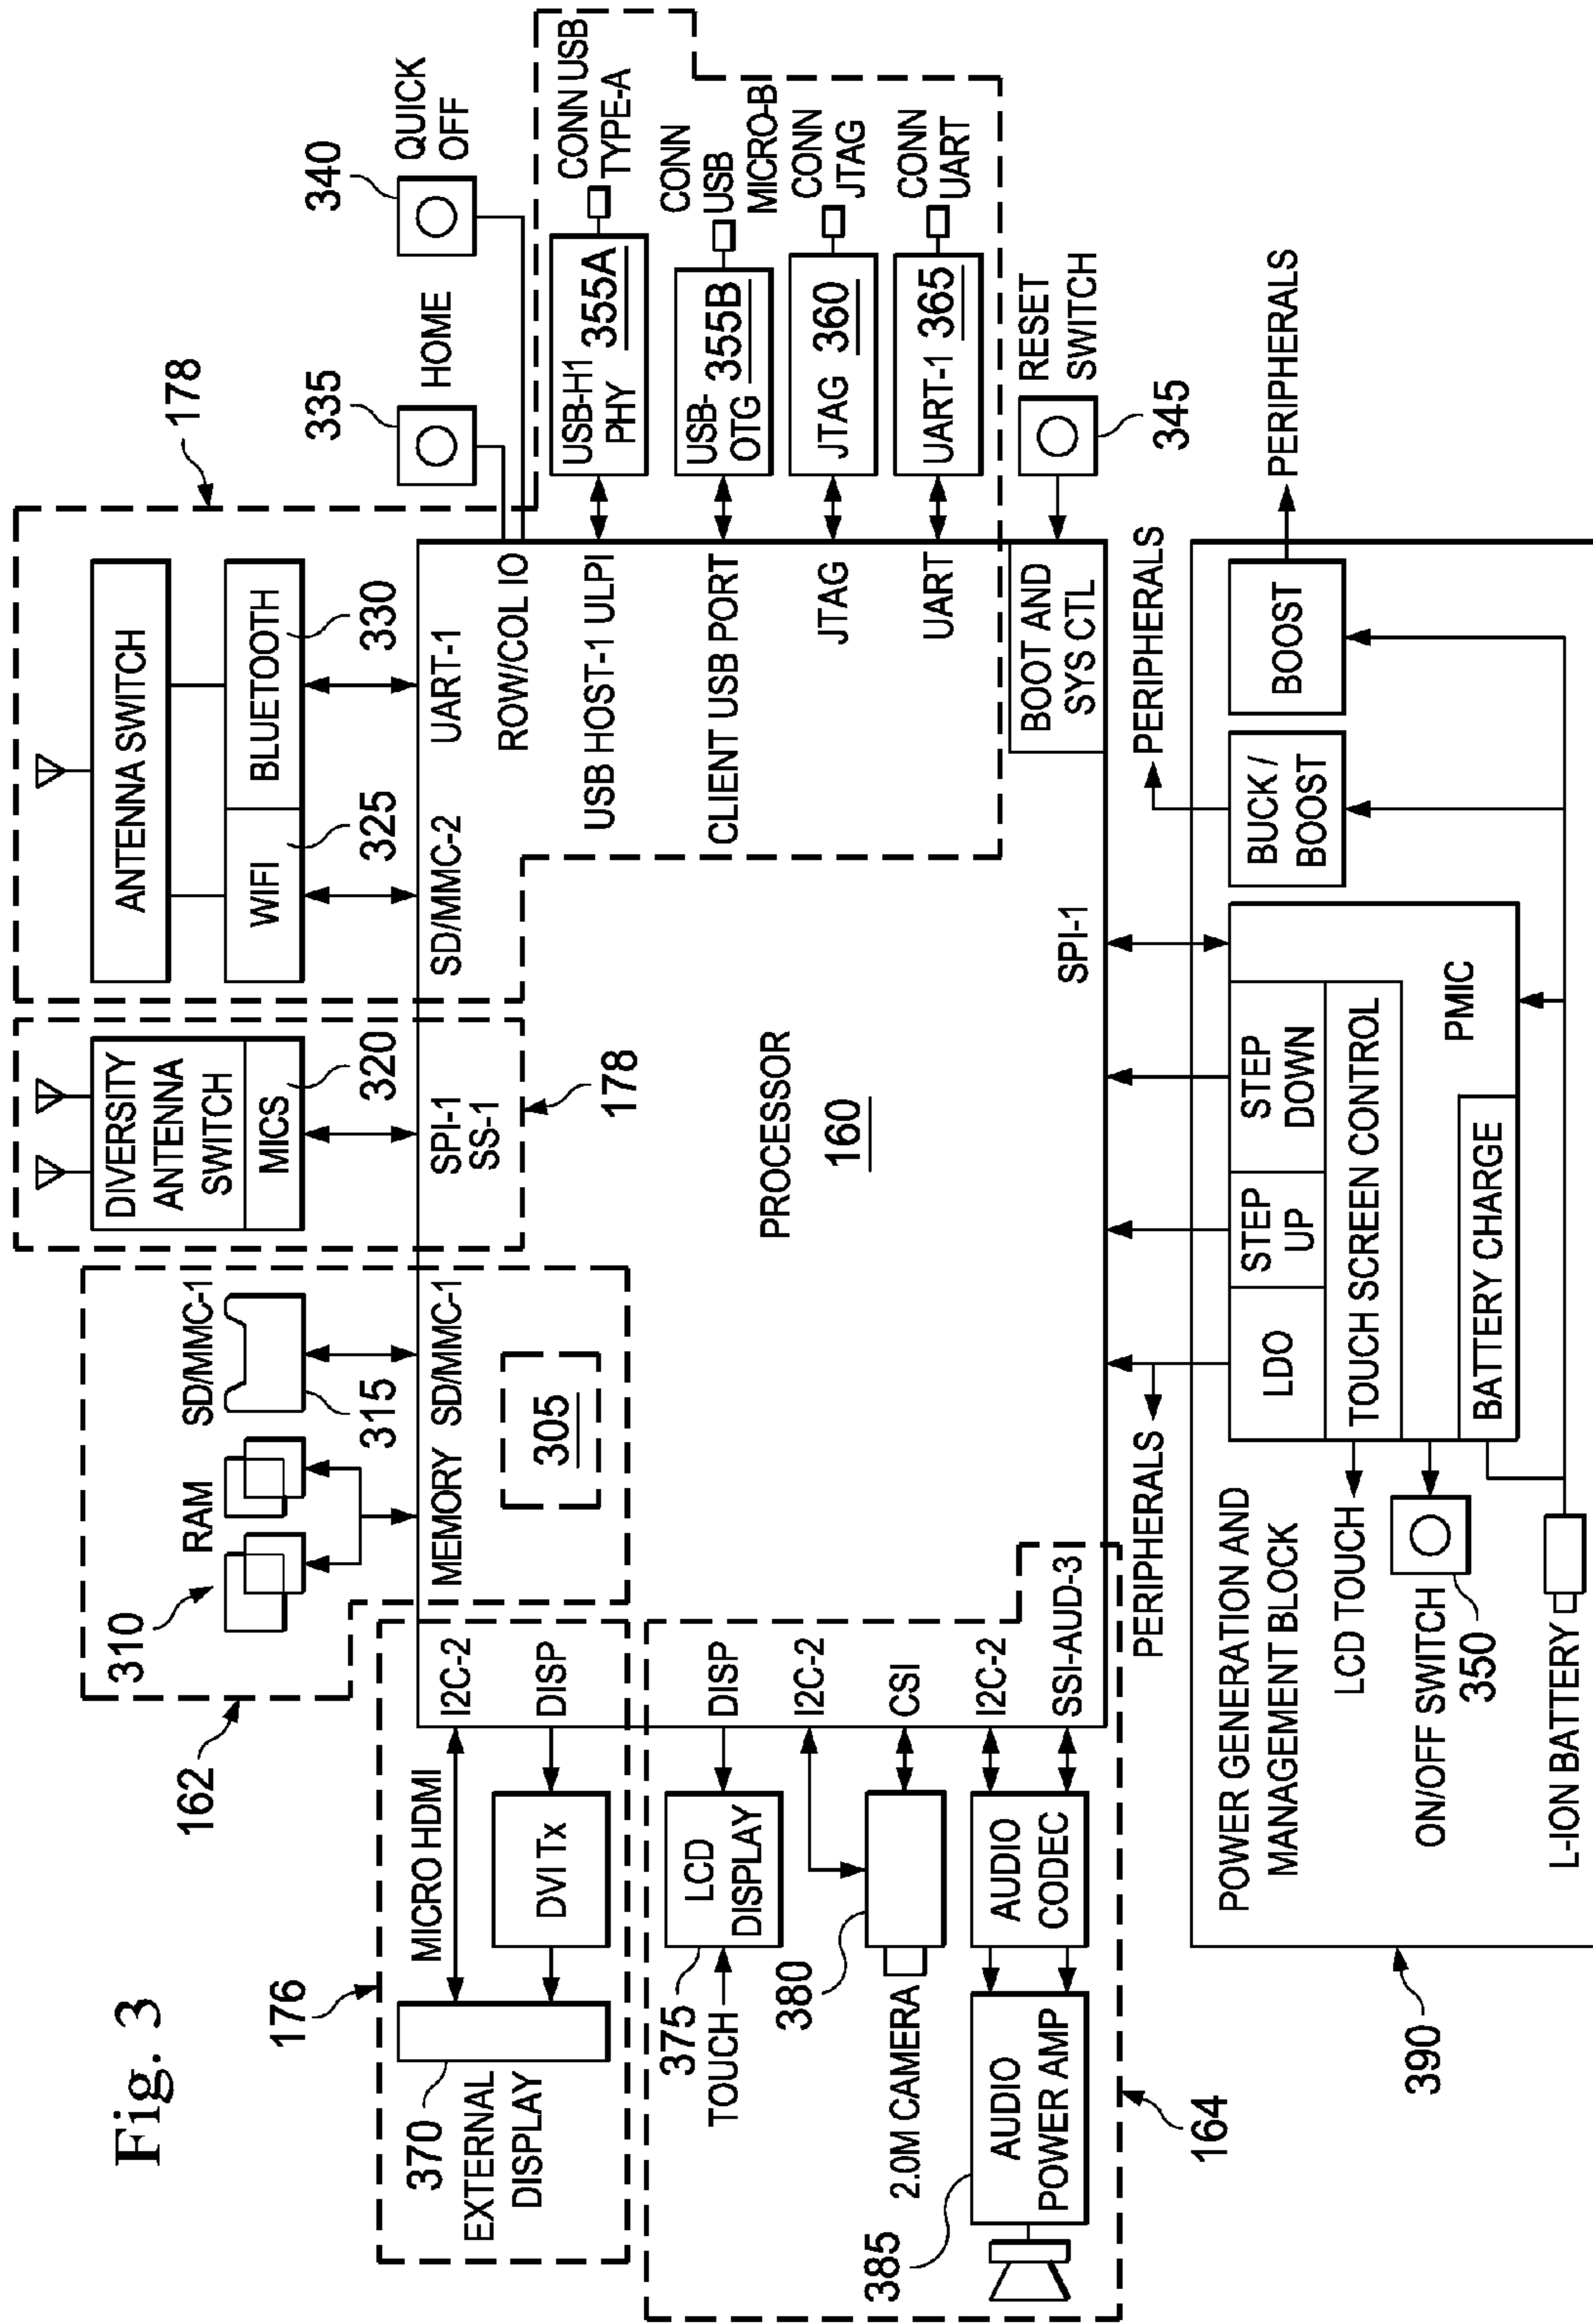 Fig. 3
176
370
EXTERNAL
DISPLAY
MICRO HDMI
DVI Tx
I2C-2
DISP
162
310
RAM
SD/MMC-1
315
MEMORY
SD/MMC-1
305
DIVERSITY
ANTENNA
SWITCH
MICS
320
SPI-1
SS-1
178
178
ANTENNA SWITCH
WIFI
BLUETOOTH
325
330
SD/MMC-2
UART-1
335
HOME
340
QUICK
OFF
ROW/COL IO
USB HOST-1 ULPI
USB-H1
PHY
355A
CONN USB
TYPE-A
CLIENT USB PORT
USB-
OTG
355B
CONN
USB
MICRO-B
JTAG
JTAG
360
CONN
JTAG
UART
UART-1
365
CONN
UART
BOOT AND
SYS CTL
RESET
SWITCH
345
PROCESSOR
160
TOUCH
375
LCD
DISPLAY
DISP
380
2.0M CAMERA
I2C-2
CSI
385
AUDIO
POWER AMP
AUDIO
CODEC
I2C-2
SSI-AUD-3
164
SPI-1
PERIPHERALS
PERIPHERALS
PERIPHERALS
390
POWER GENERATION AND
MANAGEMENT BLOCK
LCD TOUCH
ON/OFF SWITCH
350
L-ION BATTERY
LDO
STEP
UP
STEP
DOWN
TOUCH SCREEN CONTROL
PMIC
BATTERY CHARGE
BUCK /
BOOST
BOOST